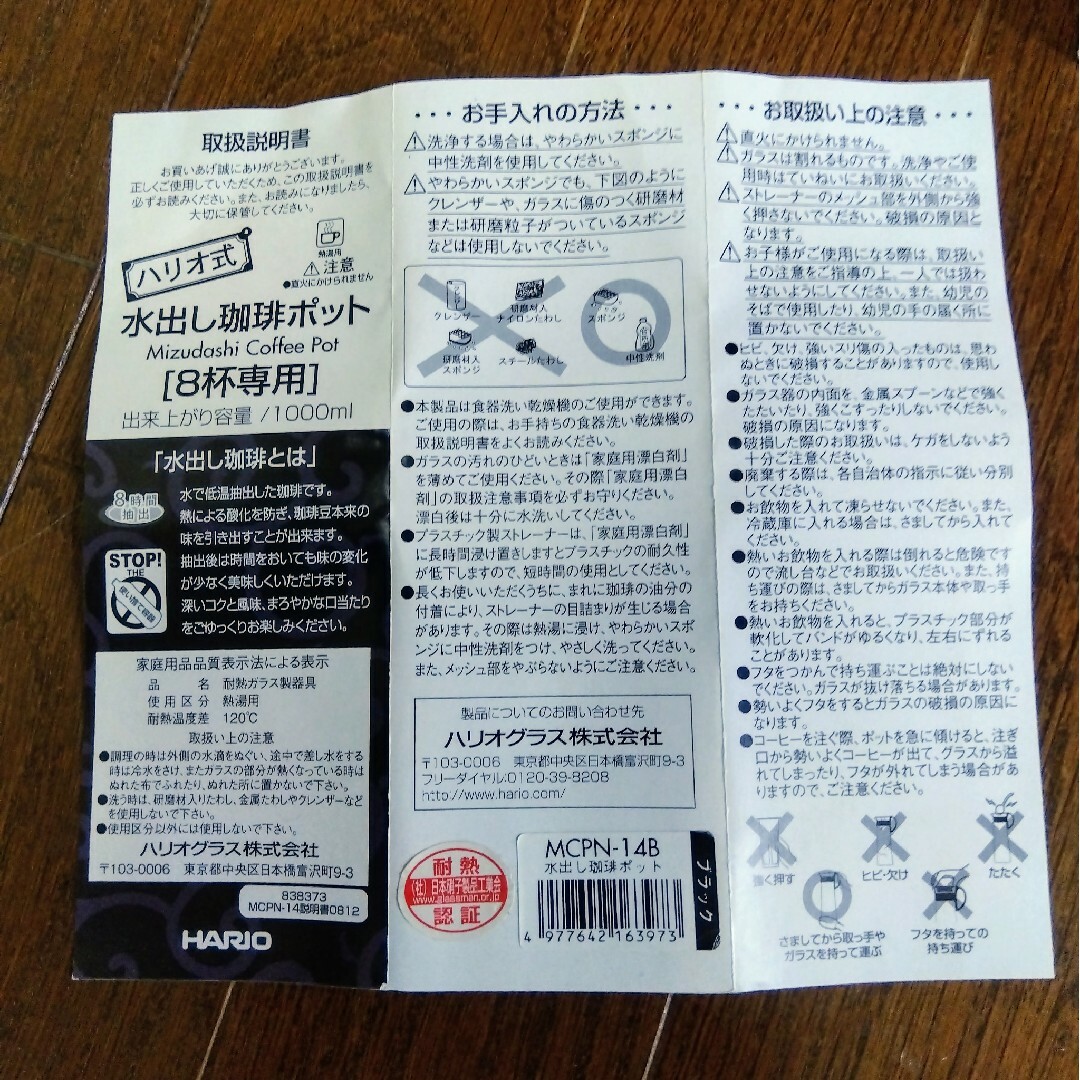 取扱説明書
お買いあげ誠にありがとうございます。
正しくご使用していただくため、この取扱説明書を
必ずお読みください。また、お読みになりましたら、
大切に保管してください。
熱湯用
注意
●直火にかけられません
ハリオ式
水出し珈琲ポット
Mizudashi Coffee Pot
[8杯専用]
出来上がり容量/1000ml
「水出し珈琲とは」
8時間
抽出
水で低温抽出した珈琲です。
熱による酸化を防ぎ、珈琲豆本来の
味を引き出すことが出来ます。
抽出後は時間をおいても味の変化
が少なく美味しくいただけます。
深いコクと風味、まろやかな口当たり
をごゆっくりお楽しみください。
STOP!
THE
家庭用品品質表示法による表示
品名 耐熱ガラス製器具
使用区分 熱湯用
耐熱温度差 120℃
取扱い上の注意
●調理の時は外側の水滴をぬぐい、途中で差し水をする
時は冷水をさけ、またガラスの部分が熱くなっている時は
ぬれた布でふれたり、ぬれた所に置かないで下さい。
●洗う時は、研磨材入りたわし、金属たわしやクレンザーなど
を使用しないで下さい。
●使用区分以外には使用しないで下さい。
ハリオグラス株式会社
〒103-0006 東京都中央区日本橋富沢町9-3
838373
MCPN-14説明書0812
HARIO
・・・お手入れの方法・・・
洗浄する場合は、やわらかいスポンジに
中性洗剤を使用してください。
やわらかいスポンジでも、下図のように
クレンザーや、ガラスに傷のつく研磨材
または研磨粒子がついているスポンジ
などは使用しないでください。
クレンザー
研磨材入
ナイロンたわし
スポンジ
研磨材入
スポンジ
スチールたわし
中性洗剤
●本製品は食器洗い乾燥機のご使用ができます。
ご使用の際は、お手持ちの食器洗い乾燥機の
取扱説明書をよくお読みください。
●ガラスの汚れのひどいときは「家庭用漂白剤」
を薄めてご使用ください。その際「家庭用漂白
剤」の取扱注意事項を必ずお守りください。
漂白後は十分に水洗いしてください。
●プラスチック製ストレーナーは、「家庭用漂白剤」
に長時間浸け置きしますとプラスチックの耐久性
が低下しますので、短時間の使用としてください。
●長くお使いいただくうちに、まれに珈琲の油分の
付着により、ストレーナーの目詰まりが生じる場合
があります。その際は熱湯に浸け、やわらかいスポ
ンジに中性洗剤をつけ、やさしく洗ってください。
また、メッシュ部をやぶらないようにご注意ください。
製品についてのお問い合わせ先
ハリオグラス株式会社
〒103-0006 東京都中央区日本橋富沢町9-3
フリーダイヤル:0120-39-8208
http://www.hario.com/
耐熱
(社)日本硝子製品工業会
www.glassman.or.jp
認証
MCPN-14B
水出し珈琲ポット
4 977642 163973
ブラック
・・・お取扱い上の注意・・・
直火にかけられません。
ガラスは割れるものです。洗浄やご使
用時はていねいにお取扱いください。
ストレーナーのメッシュ部を外側から強
く押さないでください。破損の原因と
なります。
お子様がご使用になる際は、取扱い
上の注意をご指導の上、一人では扱わ
せないようにしてください。また、幼児の
そばで使用したり、幼児の手の届く所に
置かないでください。
●ヒビ、欠け、強いスリ傷の入ったものは、思わ
ぬときに破損することがありますので、使用し
ないでください。
●ガラス器の内面を、金属スプーンなどで強く
たたいたり、強くこすったりしないでください。
破損の原因になります。
●破損した際のお取扱いは、ケガをしないよう
十分ご注意ください。
●廃棄する際は、各自治体の指示に従い分別
してください。
●お飲物を入れて凍らせないでください。また、
冷蔵庫に入れる場合は、さましてから入れて
ください。
●熱いお飲物を入れる際は倒れると危険です
ので流し台などでお取扱いください。また、持
ち運びの際は、さましてからガラス本体や取っ手
をお持ちください。
●熱いお飲物を入れると、プラスチック部分が
軟化してバンドがゆるくなり、左右にずれる
ことがあります。
●フタをつかんで持ち運ぶことは絶対にしない
でください。ガラスが抜け落ちる場合があります。
●勢いよくフタをするとガラスの破損の原因に
なります。
●コーヒーを注ぐ際、ポットを急に傾けると、注ぎ
口から勢いよくコーヒーが出て、グラスから溢
れてしまったり、フタが外れてしまう場合があ
りますので、ご注意ください。
強く押す
ヒビ・欠け
たたく
さましてから取っ手や
ガラスを持って運ぶ
フタを持っての
持ち運び